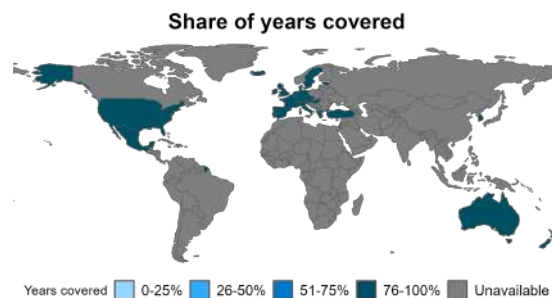 Share of years covered
Years covered 0-25% 26-50% 51-75% 76-100% Unavailable